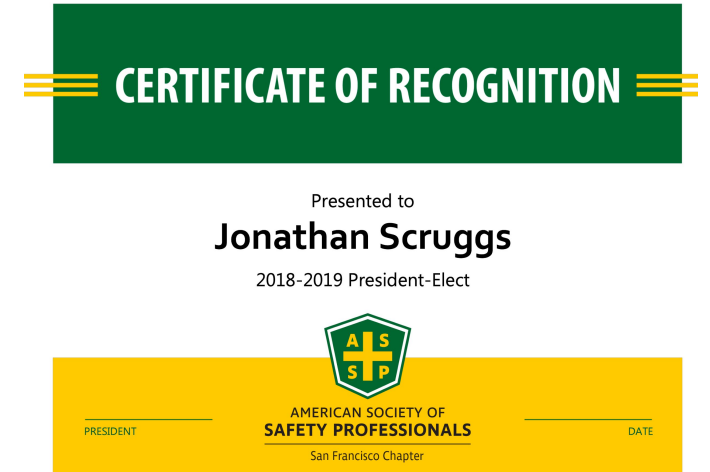 CERTIFICATE OF RECOGNITION
Presented to
Jonathan Scruggs
2018-2019 President-Elect
A S
S P
AMERICAN SOCIETY OF
SAFETY PROFESSIONALS
San Francisco Chapter
PRESIDENT
DATE